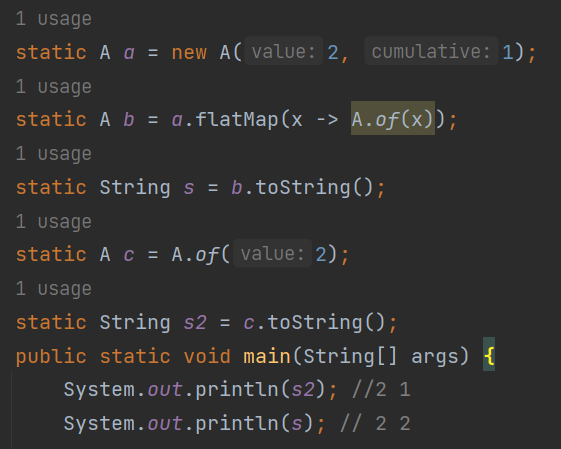 1 usage
static A a = new A( value: 2, cumulative: 1);
1 usage
static A b = a.flatMap(x -> A.of(x));
1 usage
static String s = b.toString();
1 usage
static A c = A.of( value: 2);
1 usage
static String s2 = c.toString();
public static void main(String[] args) {
    System.out.println(s2); //2 1
    System.out.println(s); // 2 2